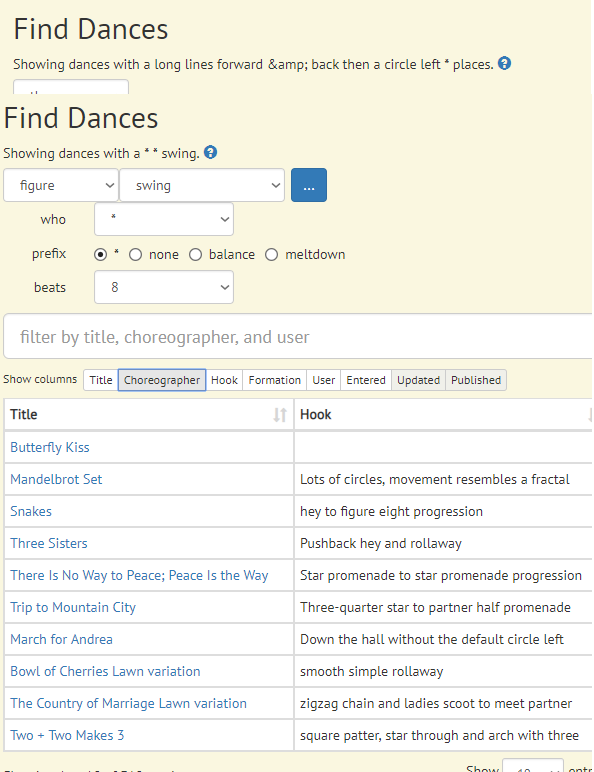 Find Dances
Showing dances with a long lines forward &amp; back then a circle left * places. ?
Find Dances
Showing dances with a * * swing. ?
figure swing ...
who *
prefix * none balance meltdown
beats 8
filter by title, choreographer, and user
Show columns Title Choreographer Hook Formation User Entered Updated Published
Title Hook
Butterfly Kiss
Mandelbrot Set Lots of circles, movement resembles a fractal
Snakes hey to figure eight progression
Three Sisters Pushback hey and rollaway
There Is No Way to Peace; Peace Is the Way Star promenade to star promenade progression
Trip to Mountain City Three-quarter star to partner half promenade
March for Andrea Down the hall without the default circle left
Bowl of Cherries Lawn variation smooth simple rollaway
The Country of Marriage Lawn variation zigzag chain and ladies scoot to meet partner
Two + Two Makes 3 square patter, star through and arch with three
Show